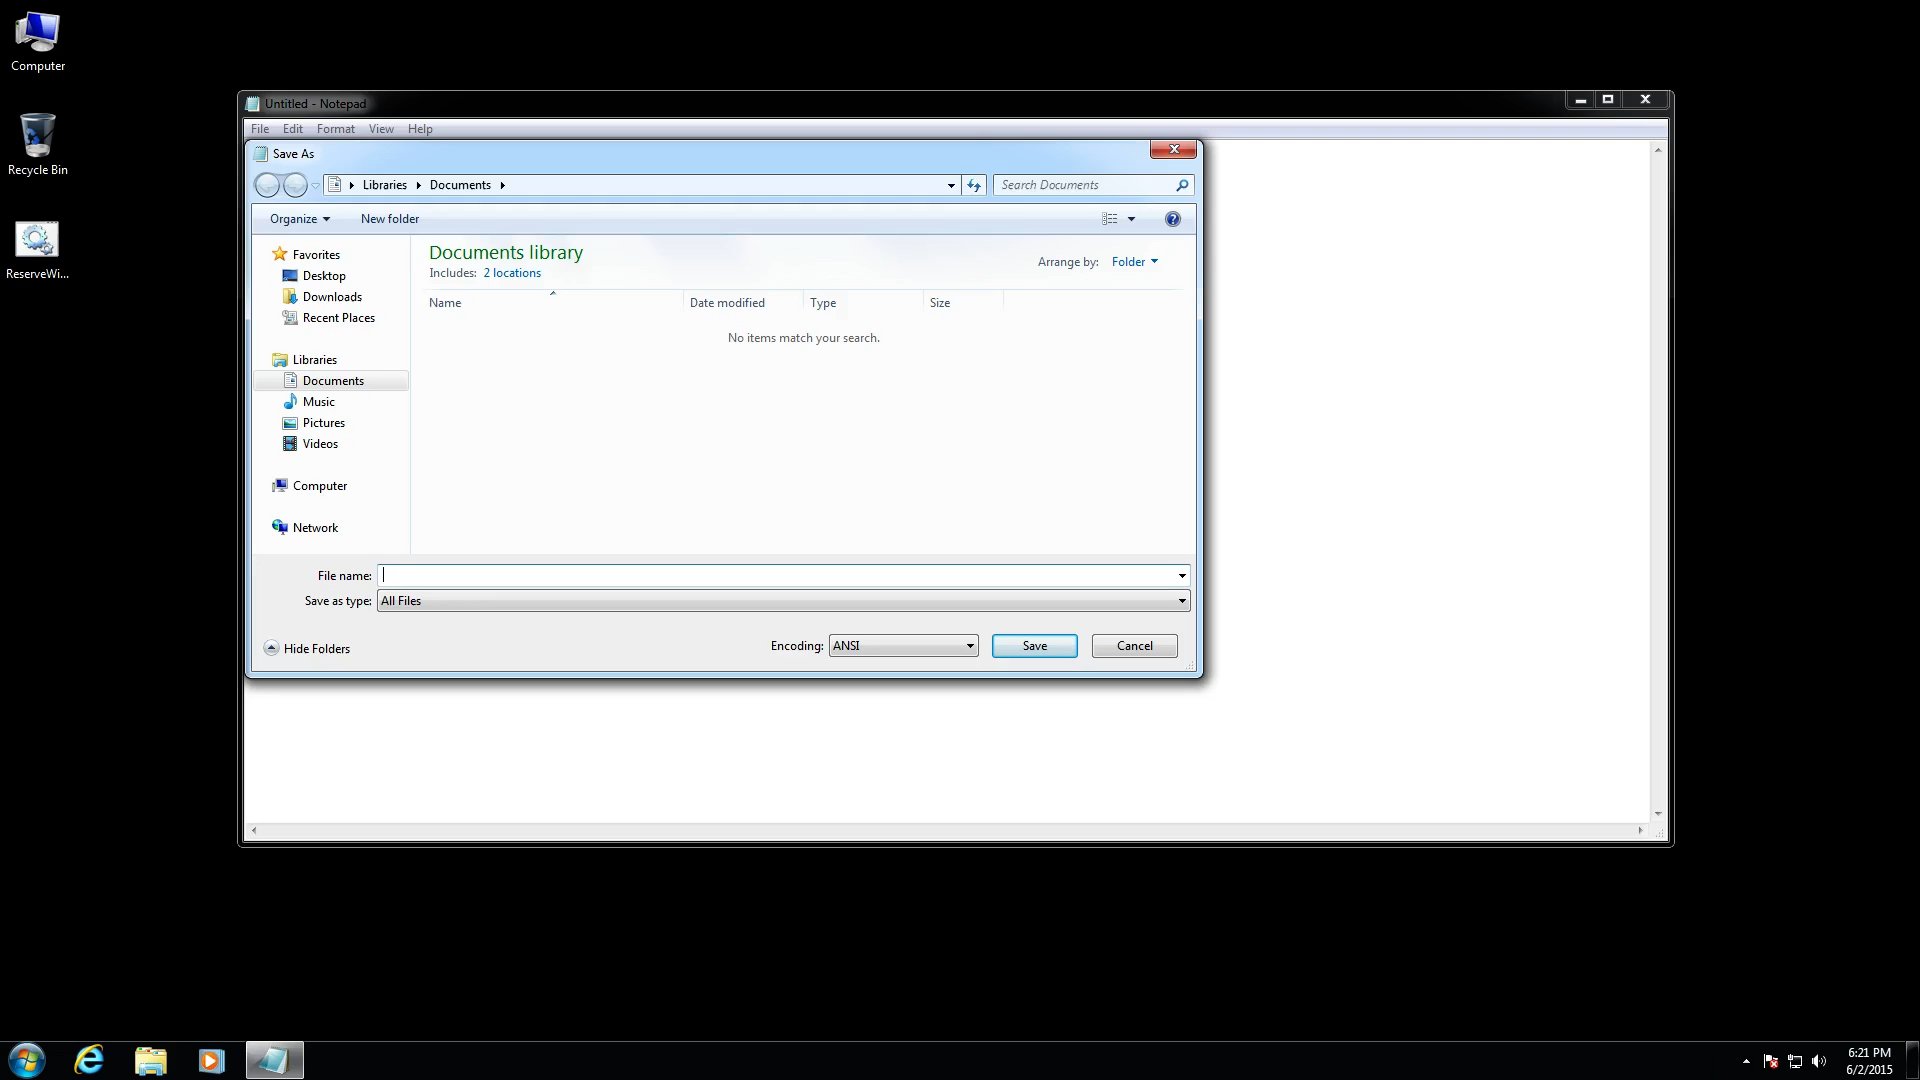 Computer
Recycle Bin
ReserveWi...
Untitled - Notepad
File Edit Format View Help
Save As
Libraries Documents
Search Documents
Organize New folder
Favorites
Desktop
Downloads
Recent Places
Libraries
Documents
Music
Pictures
Videos
Computer
Network
Documents library
Includes: 2 locations
Arrange by: Folder
Name Date modified Type Size
No items match your search.
File name:
Save as type: All Files
Hide Folders
Encoding: ANSI Save Cancel
6:21 PM
6/2/2015